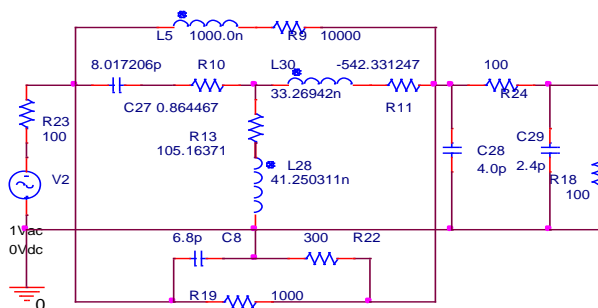 L5 1000.0n R9 10000
8.017206p R10 L30 -542.331247
C27 0.864467 33.26942n R11
100
R24
R23
100
R13
105.16371
L28
41.250311n
C28
4.0p
C29
2.4p
R18
100
V2
1Vac
0Vdc
6.8p C8 300 R22
R19 1000
0